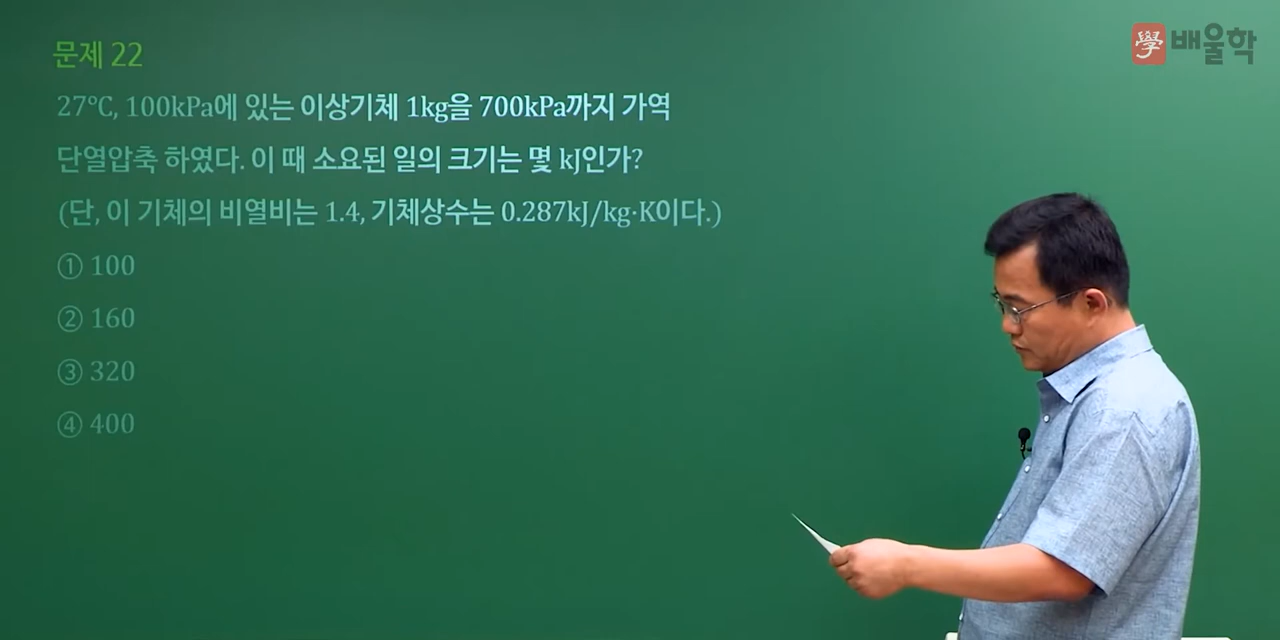 學 배울학
문제 22
27℃, 100kPa에 있는 이상기체 1kg을 700kPa까지 가역
단열압축 하였다. 이 때 소요된 일의 크기는 몇 kJ인가?
(단, 이 기체의 비열비는 1.4, 기체상수는 0.287kJ/kg·K이다.)
① 100
② 160
③ 320
④ 400